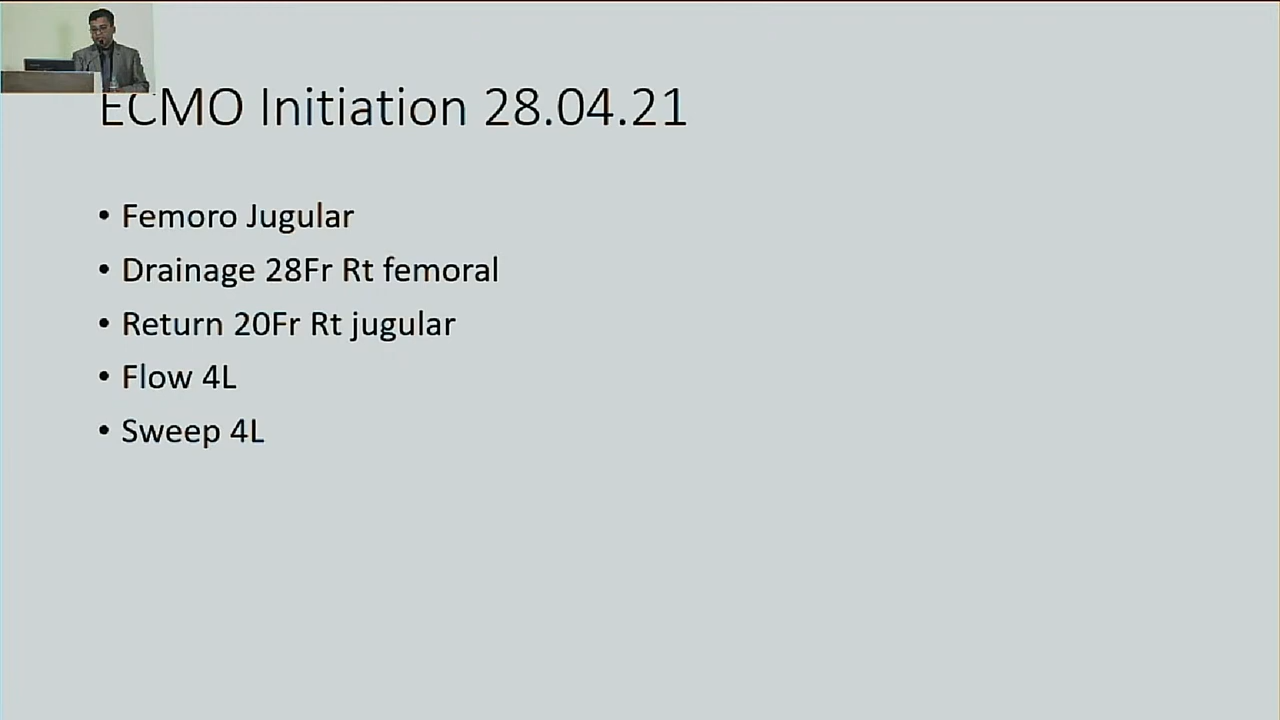 ECMO Initiation 28.04.21
• Femoro Jugular
• Drainage 28Fr Rt femoral
• Return 20Fr Rt jugular
• Flow 4L
• Sweep 4L